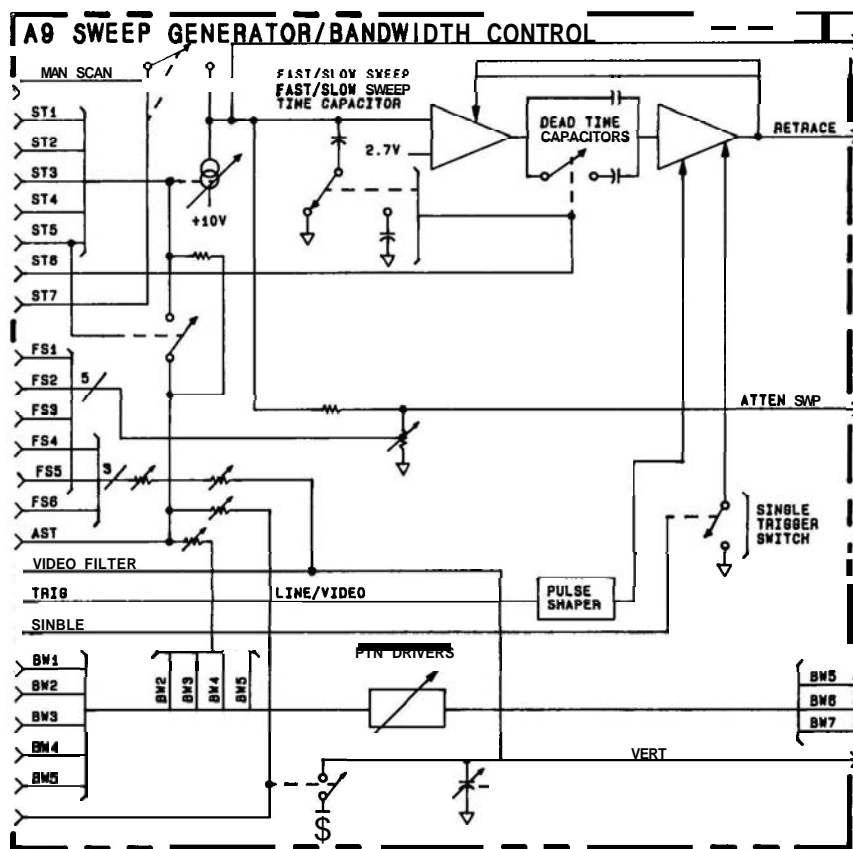 A9 SWEEP GENERATOR/BANDWIDTH CONTROL
MAN SCAN
FAST/SLOW SWEEP
FAST/SLOW SWEEP
TIME CAPACITOR
ST1
ST2
ST3
ST4
ST5
ST6
ST7
+10V
2.7V
DEAD TIME
CAPACITORS
RETRACE
FS1
FS2
5
FS3
FS4
FS5
3
FS6
AST
ATTEN SWP
SINGLE
TRIGGER
SWITCH
VIDEO FILTER
TRIG
LINE/VIDEO
PULSE
SHAPER
SINBLE
BW1
BW2
BW3
BW4
BW5
BW2
BW3
BW4
BW5
PTN DRIVERS
BW5
BW6
BW7
VERT
$